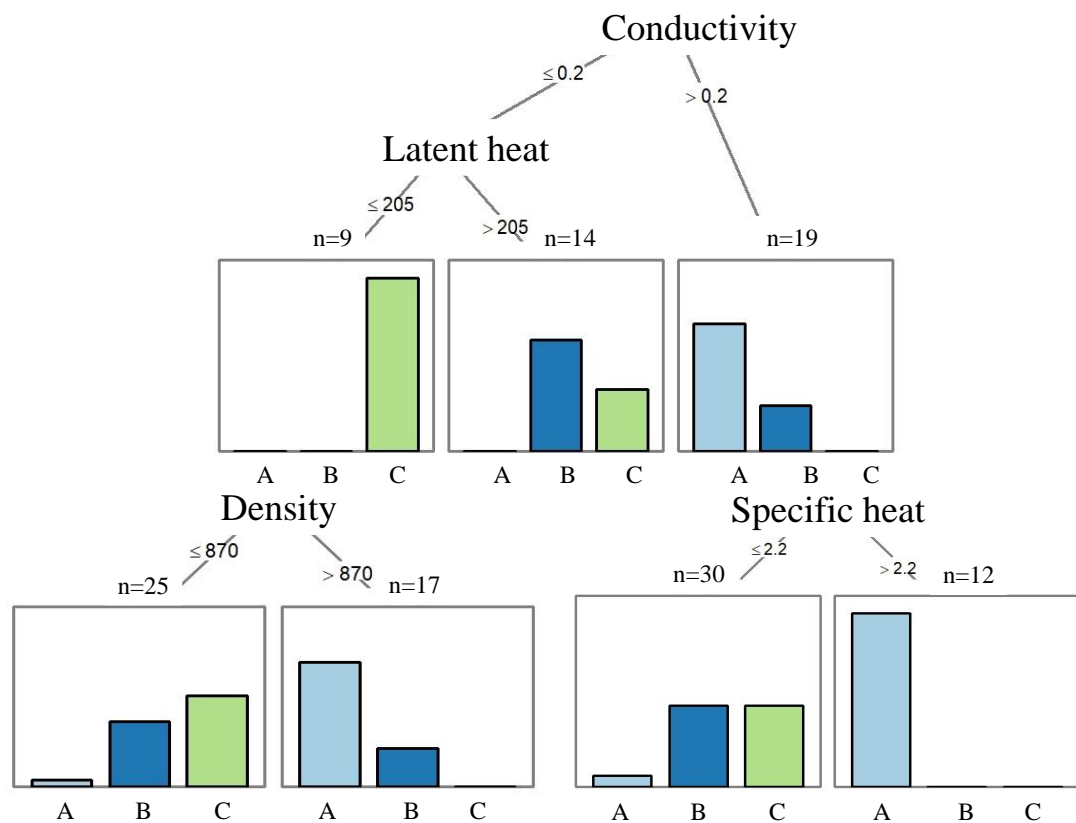 Conductivity
≤ 0.2
> 0.2
Latent heat
≤ 205
> 205
n=9
n=14
n=19
A B C
A B C
A B C
Density
≤ 870
> 870
n=25
n=17
A B C
A B C
Specific heat
≤ 2.2
> 2.2
n=30
n=12
A B C
A B C